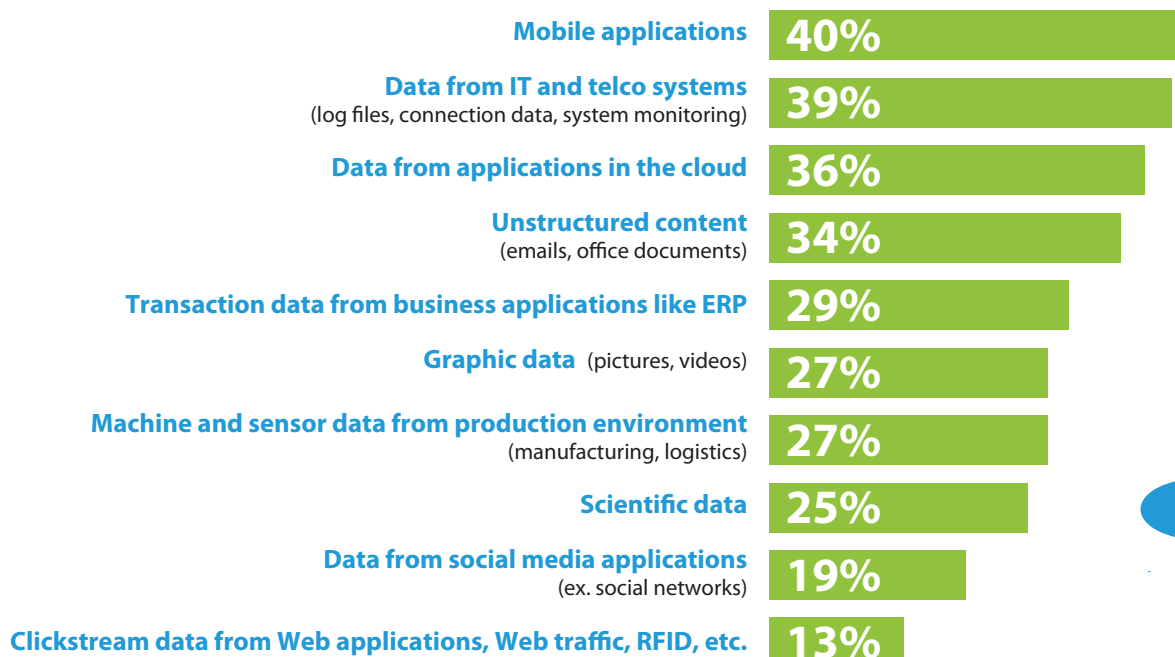 Mobile applications 40%
Data from IT and telco systems 39%
(log files, connection data, system monitoring)
Data from applications in the cloud 36%
Unstructured content 34%
(emails, office documents)
Transaction data from business applications like ERP 29%
Graphic data (pictures, videos) 27%
Machine and sensor data from production environment 27%
(manufacturing, logistics)
Scientific data 25%
Data from social media applications 19%
(ex. social networks)
Clickstream data from Web applications, Web traffic, RFID, etc. 13%